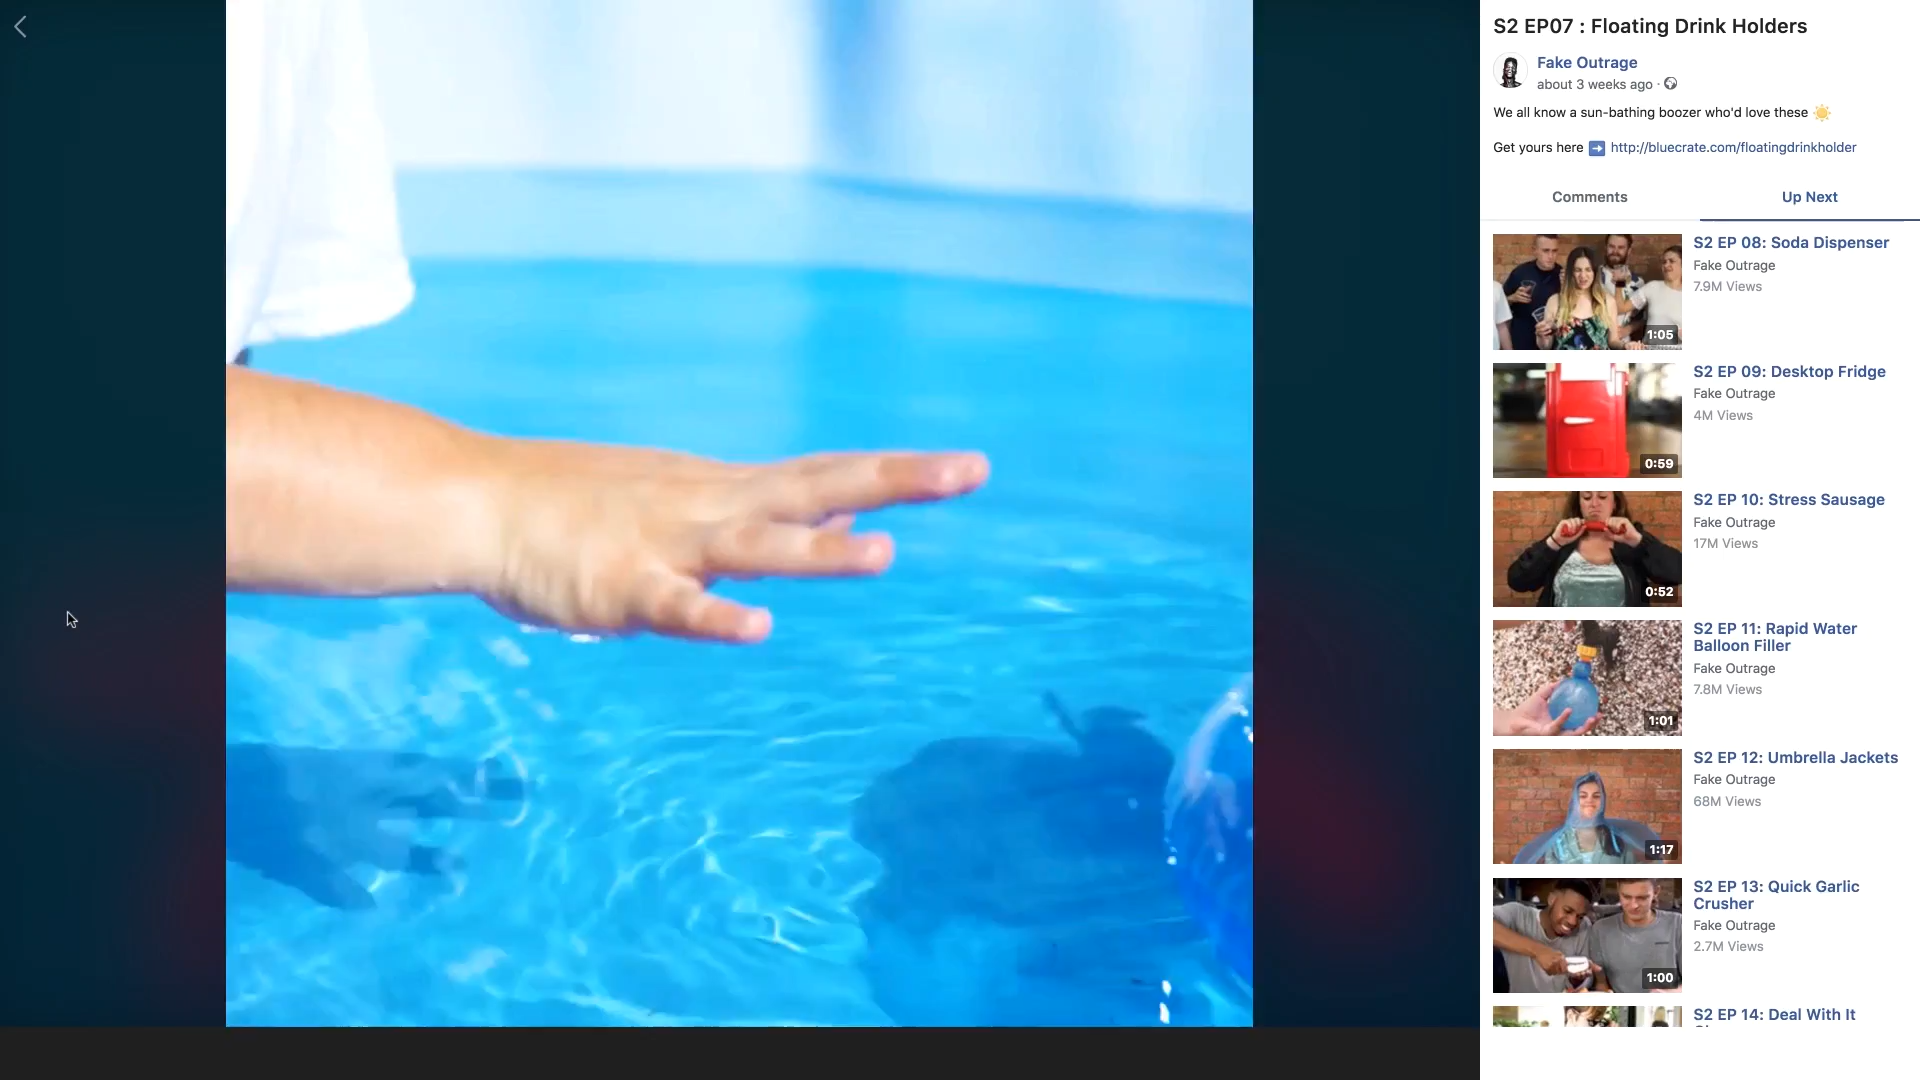 S2 EP07 : Floating Drink Holders
Fake Outrage
about 3 weeks ago ·
We all know a sun-bathing boozer who'd love these
Get yours here http://bluecrate.com/floatingdrinkholder
Comments
Up Next
S2 EP 08: Soda Dispenser
Fake Outrage
7.9M Views
1:05
S2 EP 09: Desktop Fridge
Fake Outrage
4M Views
0:59
S2 EP 10: Stress Sausage
Fake Outrage
17M Views
0:52
S2 EP 11: Rapid Water
Balloon Filler
Fake Outrage
7.8M Views
1:01
S2 EP 12: Umbrella Jackets
Fake Outrage
68M Views
1:17
S2 EP 13: Quick Garlic
Crusher
Fake Outrage
2.7M Views
1:00
S2 EP 14: Deal With It